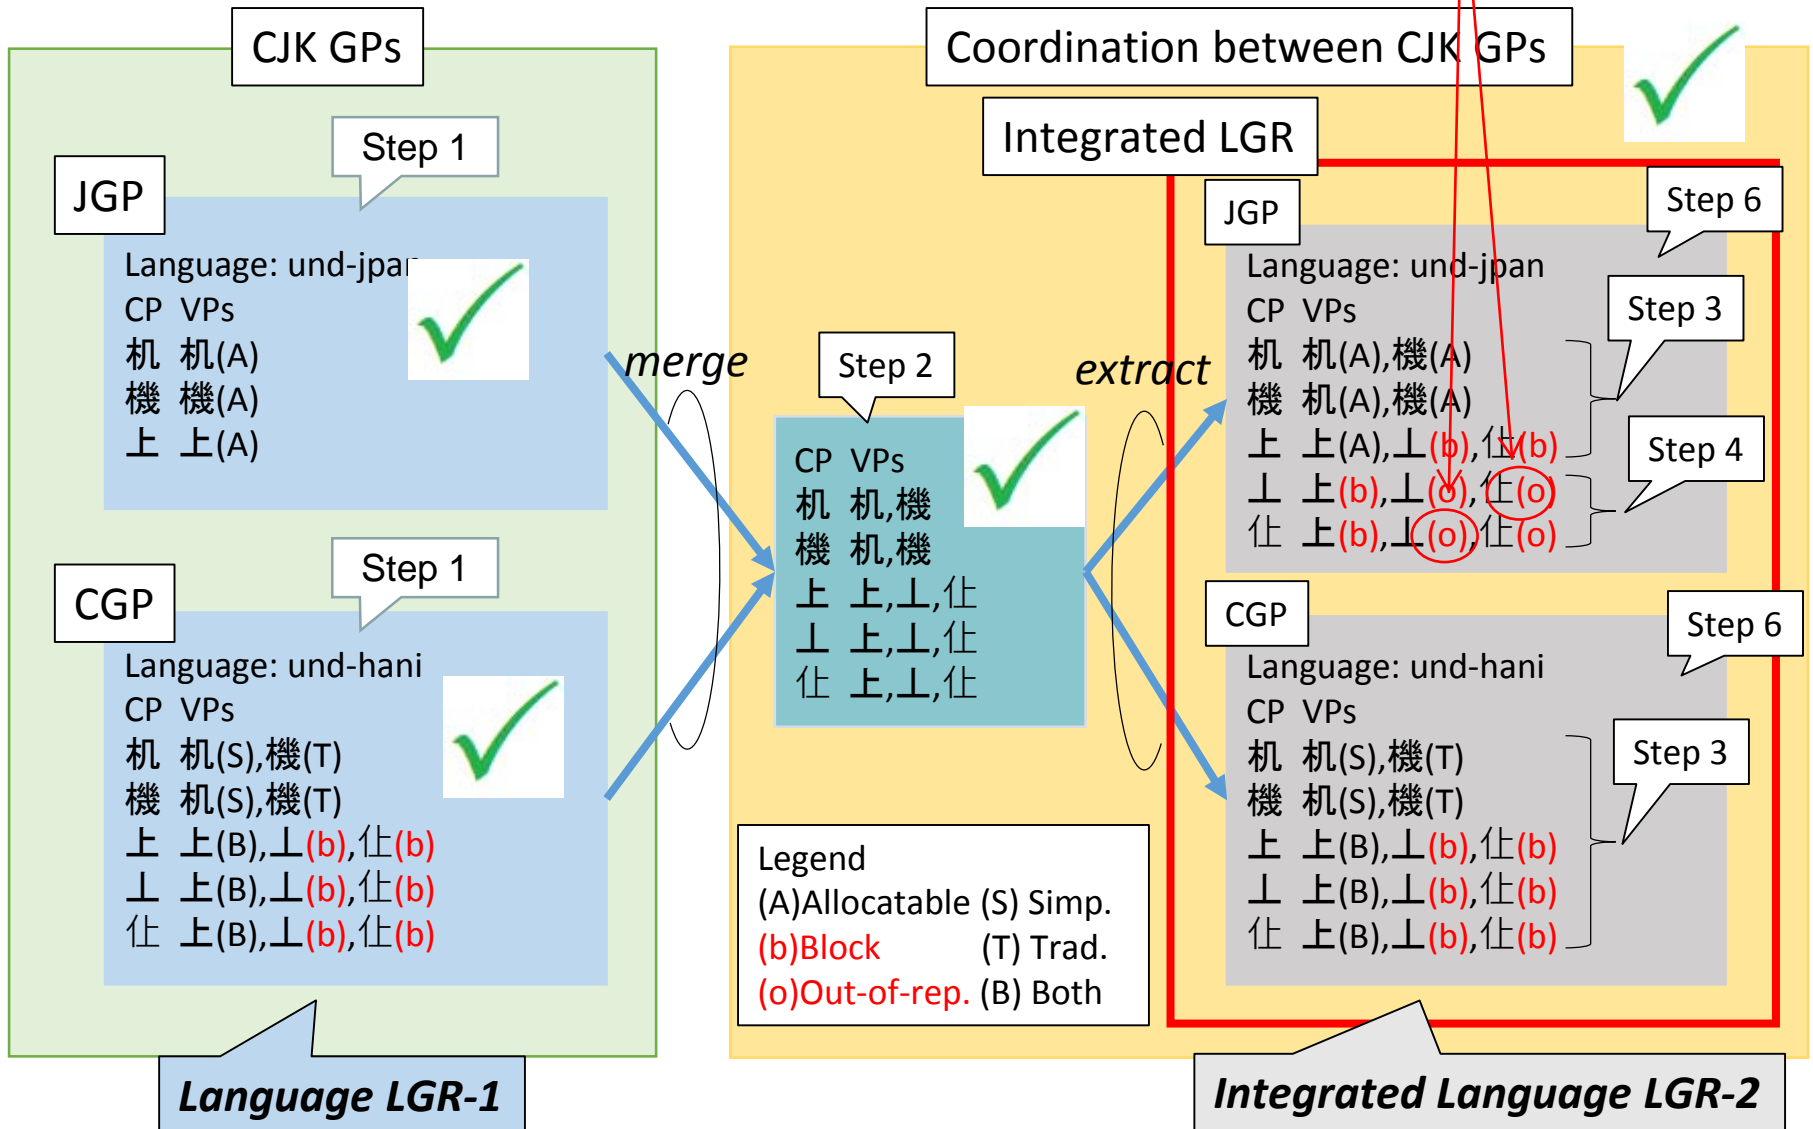 CJK GPs
Step 1
JGP
Language: und-jpan
CP VPs
机 机(A)
機 機(A)
上 上(A)
Step 1
CGP
Language: und-hani
CP VPs
机 机(S),機(T)
機 机(S),機(T)
上 上(B),丄(b),仩(b)
丄 上(B),丄(b),仩(b)
仩 上(B),丄(b),仩(b)
Language LGR-1
merge
Coordination between CJK GPs
Integrated LGR
Step 2
CP VPs
机 机,機
機 机,機
上 上,丄,仩
丄 上,丄,仩
仩 上,丄,仩
extract
Legend
(A)Allocatable (S) Simp.
(b)Block (T) Trad.
(o)Out-of-rep. (B) Both
JGP
Step 6
Language: und-jpan
CP VPs
Step 3
机 机(A),機(A)
機 机(A),機(A)
上 上(A),丄(b),仩(b)
Step 4
丄 上(b),丄(o),仩(o)
仩 上(b),丄(o),仩(o)
CGP
Step 6
Language: und-hani
CP VPs
Step 3
机 机(S),機(T)
機 机(S),機(T)
上 上(B),丄(b),仩(b)
丄 上(B),丄(b),仩(b)
仩 上(B),丄(b),仩(b)
Integrated Language LGR-2